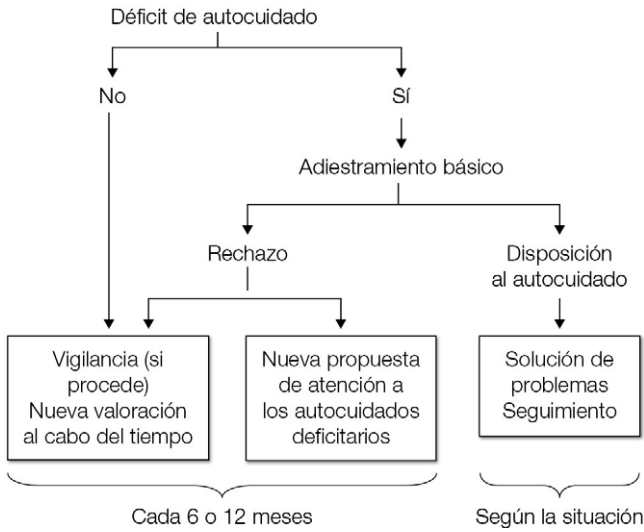 Déficit de autocuidado
No
Sí
Adiestramiento básico
Rechazo
Disposición
al autocuidado
Vigilancia (si
procede)
Nueva valoración
al cabo del tiempo
Nueva propuesta
de atención a
los autocuidados
deficitarios
Solución de
problemas
Seguimiento
Cada 6 o 12 meses
Según la situación